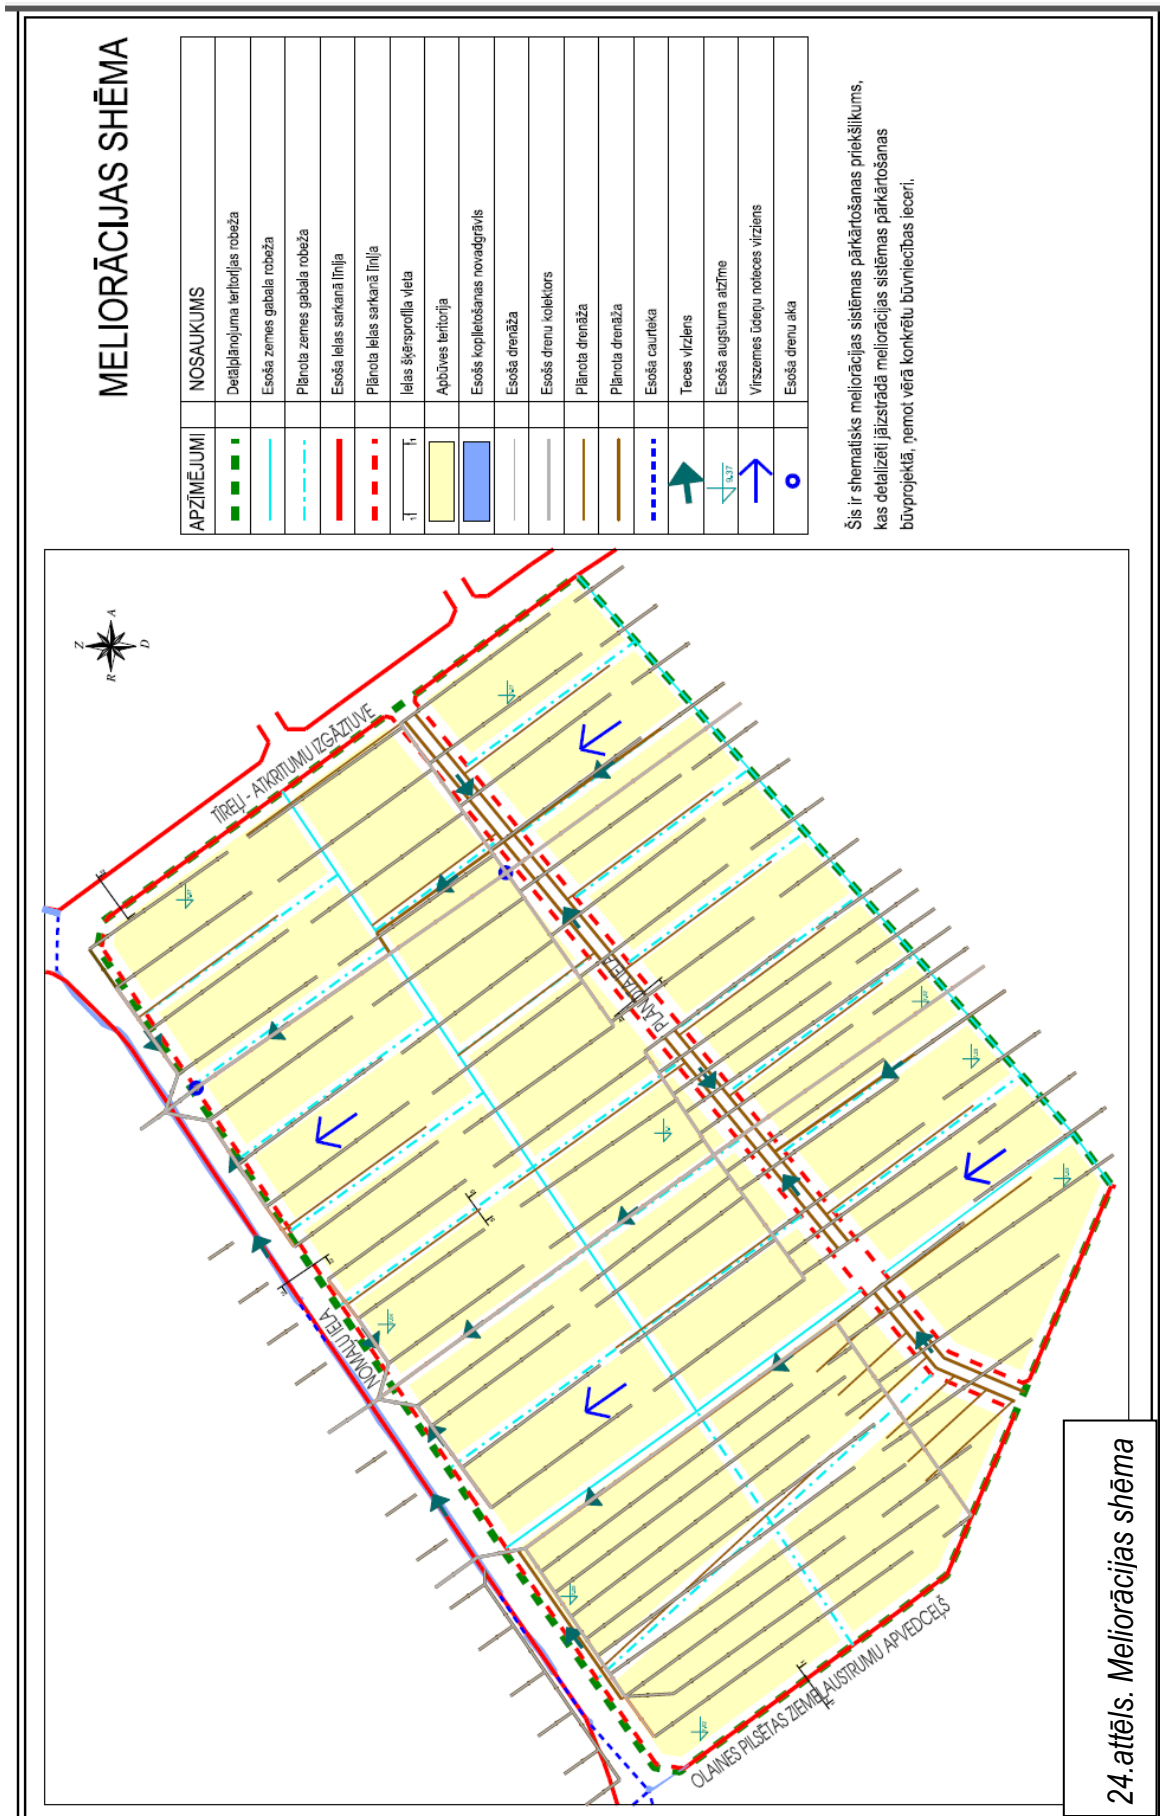 MELIORĀCIJAS SHĒMA
APZĪMĒJUMI NOSAUKUMS
Detālplānojuma teritorijas robeža
Esoša zemes gabala robeža
Plānota zemes gabala robeža
Esoša ielas sarkanā līnija
Plānota ielas sarkanā līnija
Ielas šķērsprofila vieta
Apbūves teritorija
Esošs koplietošanas novadgrāvis
Esoša drenāža
Esošs drenu kolektors
Plānota drenāža
Plānota drenāža
Esoša caurteka
Teces virziens
9.37 Esoša augstuma atzīme
Virszemes ūdeņu noteces virziens
Esoša drenu aka
Šis ir shematisks meliorācijas sistēmas pārkārtošanas priekšlikums,
kas detalizēti jāizstrādā meliorācijas sistēmas pārkārtošanas
būvprojektā, ņemot vērā konkrētu būvniecības ieceri.
Z
A
D
R
TĪREĻI - ATKRITUMU IZGĀZTUVE
PLĀNOTA IELA
NOMAĻU IELA
OLAINES PILSĒTAS ZIEMEĻAUSTRUMU APVEDCEĻŠ
24.attēls. Meliorācijas shēma